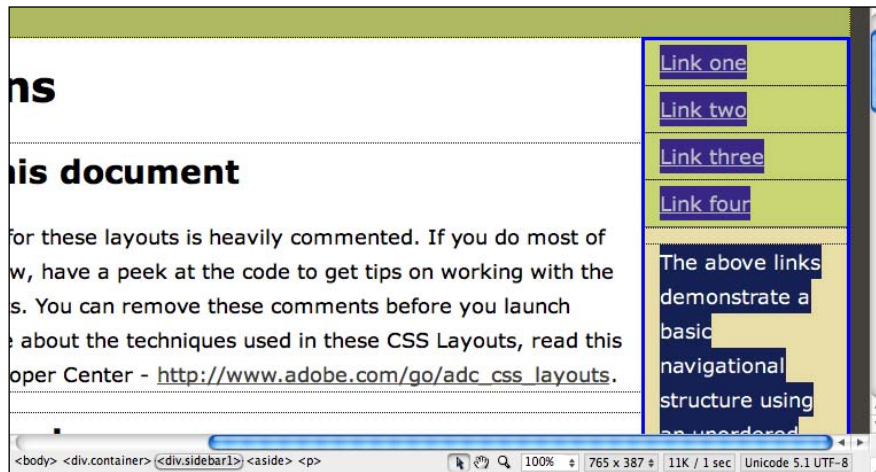 ns
his document
for these layouts is heavily commented. If you do most of
w, have a peek at the code to get tips on working with the
s. You can remove these comments before you launch
about the techniques used in these CSS Layouts, read this
oper Center - http://www.adobe.com/go/adc_css_layouts.
Link one
Link two
Link three
Link four
The above links
demonstrate a
basic
navigational
structure using
an unordered
<body> <div.container> <div.sidebar1> <aside> <p> 100% 765 x 387 11K / 1 sec Unicode 5.1 UTF-8